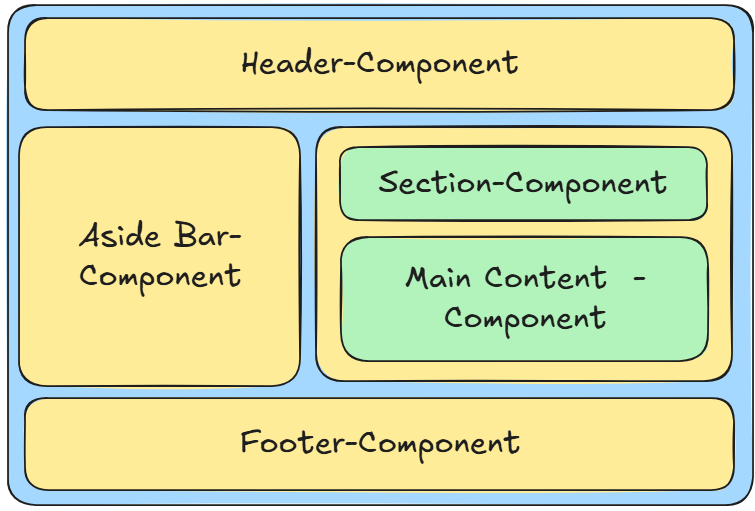 Header-Component
Aside Bar-
Component
Section-Component
Main Content -
Component
Footer-Component